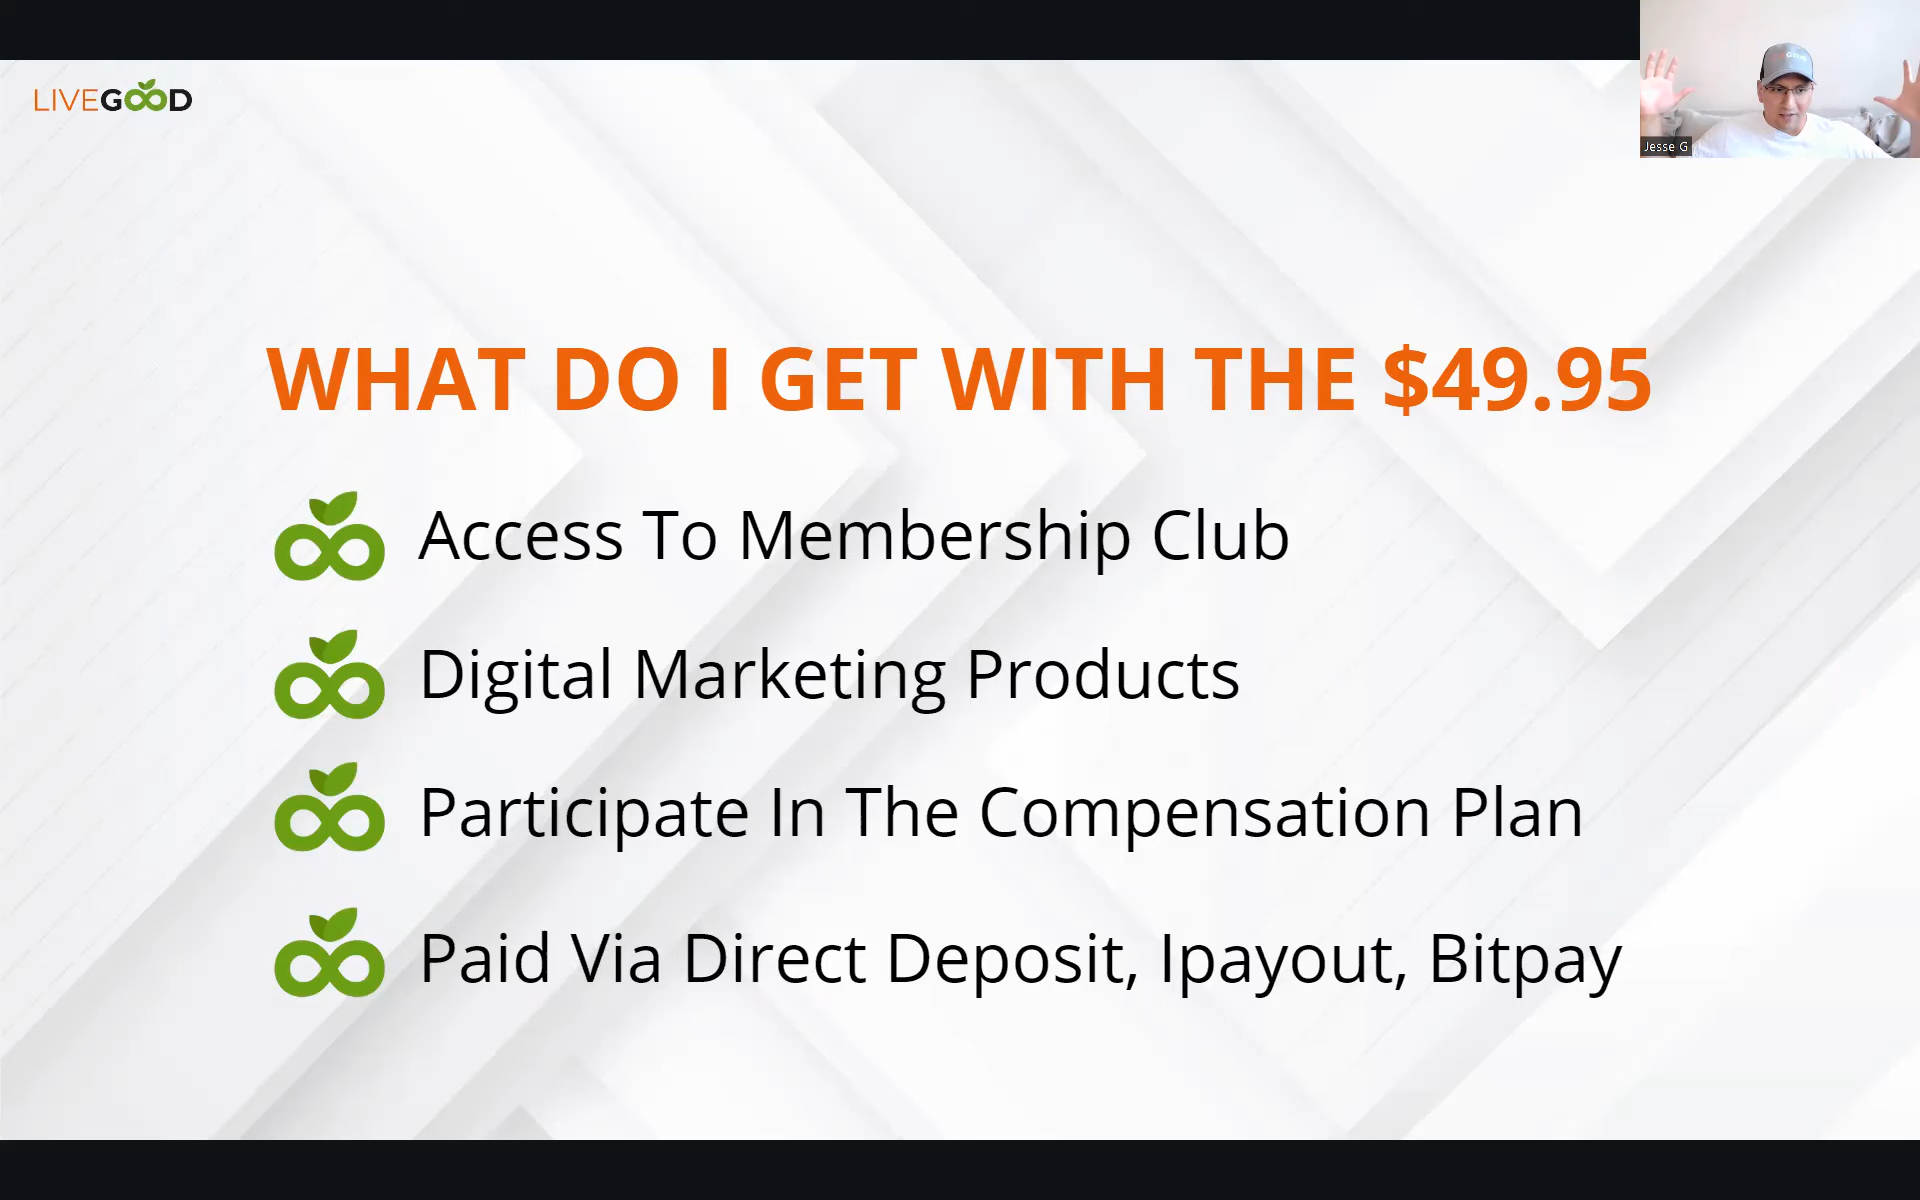 LIVEGOOD
Jesse G
WHAT DO I GET WITH THE $49.95
Access To Membership Club
Digital Marketing Products
Participate In The Compensation Plan
Paid Via Direct Deposit, Ipayout, Bitpay